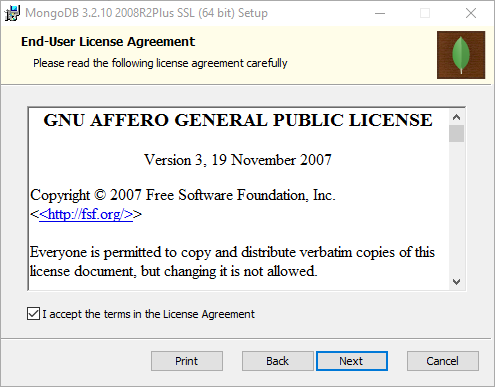 MongoDB 3.2.10 2008R2Plus SSL (64 bit) Setup
End-User License Agreement
Please read the following license agreement carefully
GNU AFFERO GENERAL PUBLIC LICENSE
Version 3, 19 November 2007
Copyright © 2007 Free Software Foundation, Inc.
<<http://fsf.org/>>
Everyone is permitted to copy and distribute verbatim copies of this
license document, but changing it is not allowed.
I accept the terms in the License Agreement
Print Back Next Cancel